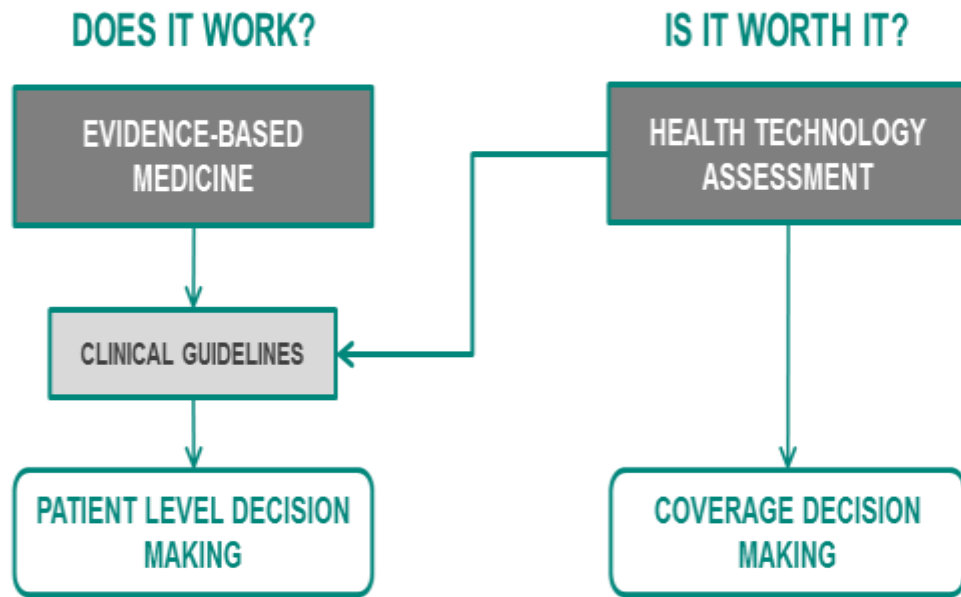 DOES IT WORK?
IS IT WORTH IT?
EVIDENCE-BASED
MEDICINE
HEALTH TECHNOLOGY
ASSESSMENT
CLINICAL GUIDELINES
PATIENT LEVEL DECISION
MAKING
COVERAGE DECISION
MAKING